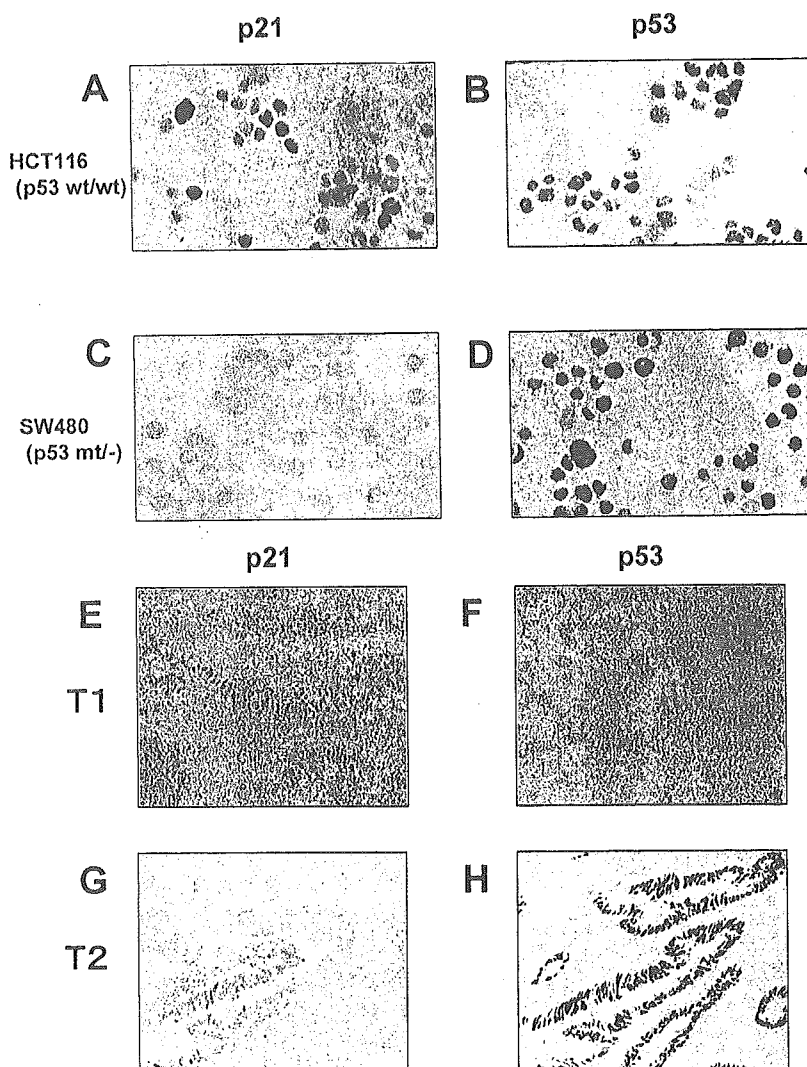 p21 p53
A B
HCT116
(p53 wt/wt)
C D
SW480
(p53 mt/-)
p21 p53
E F
T1
G H
T2